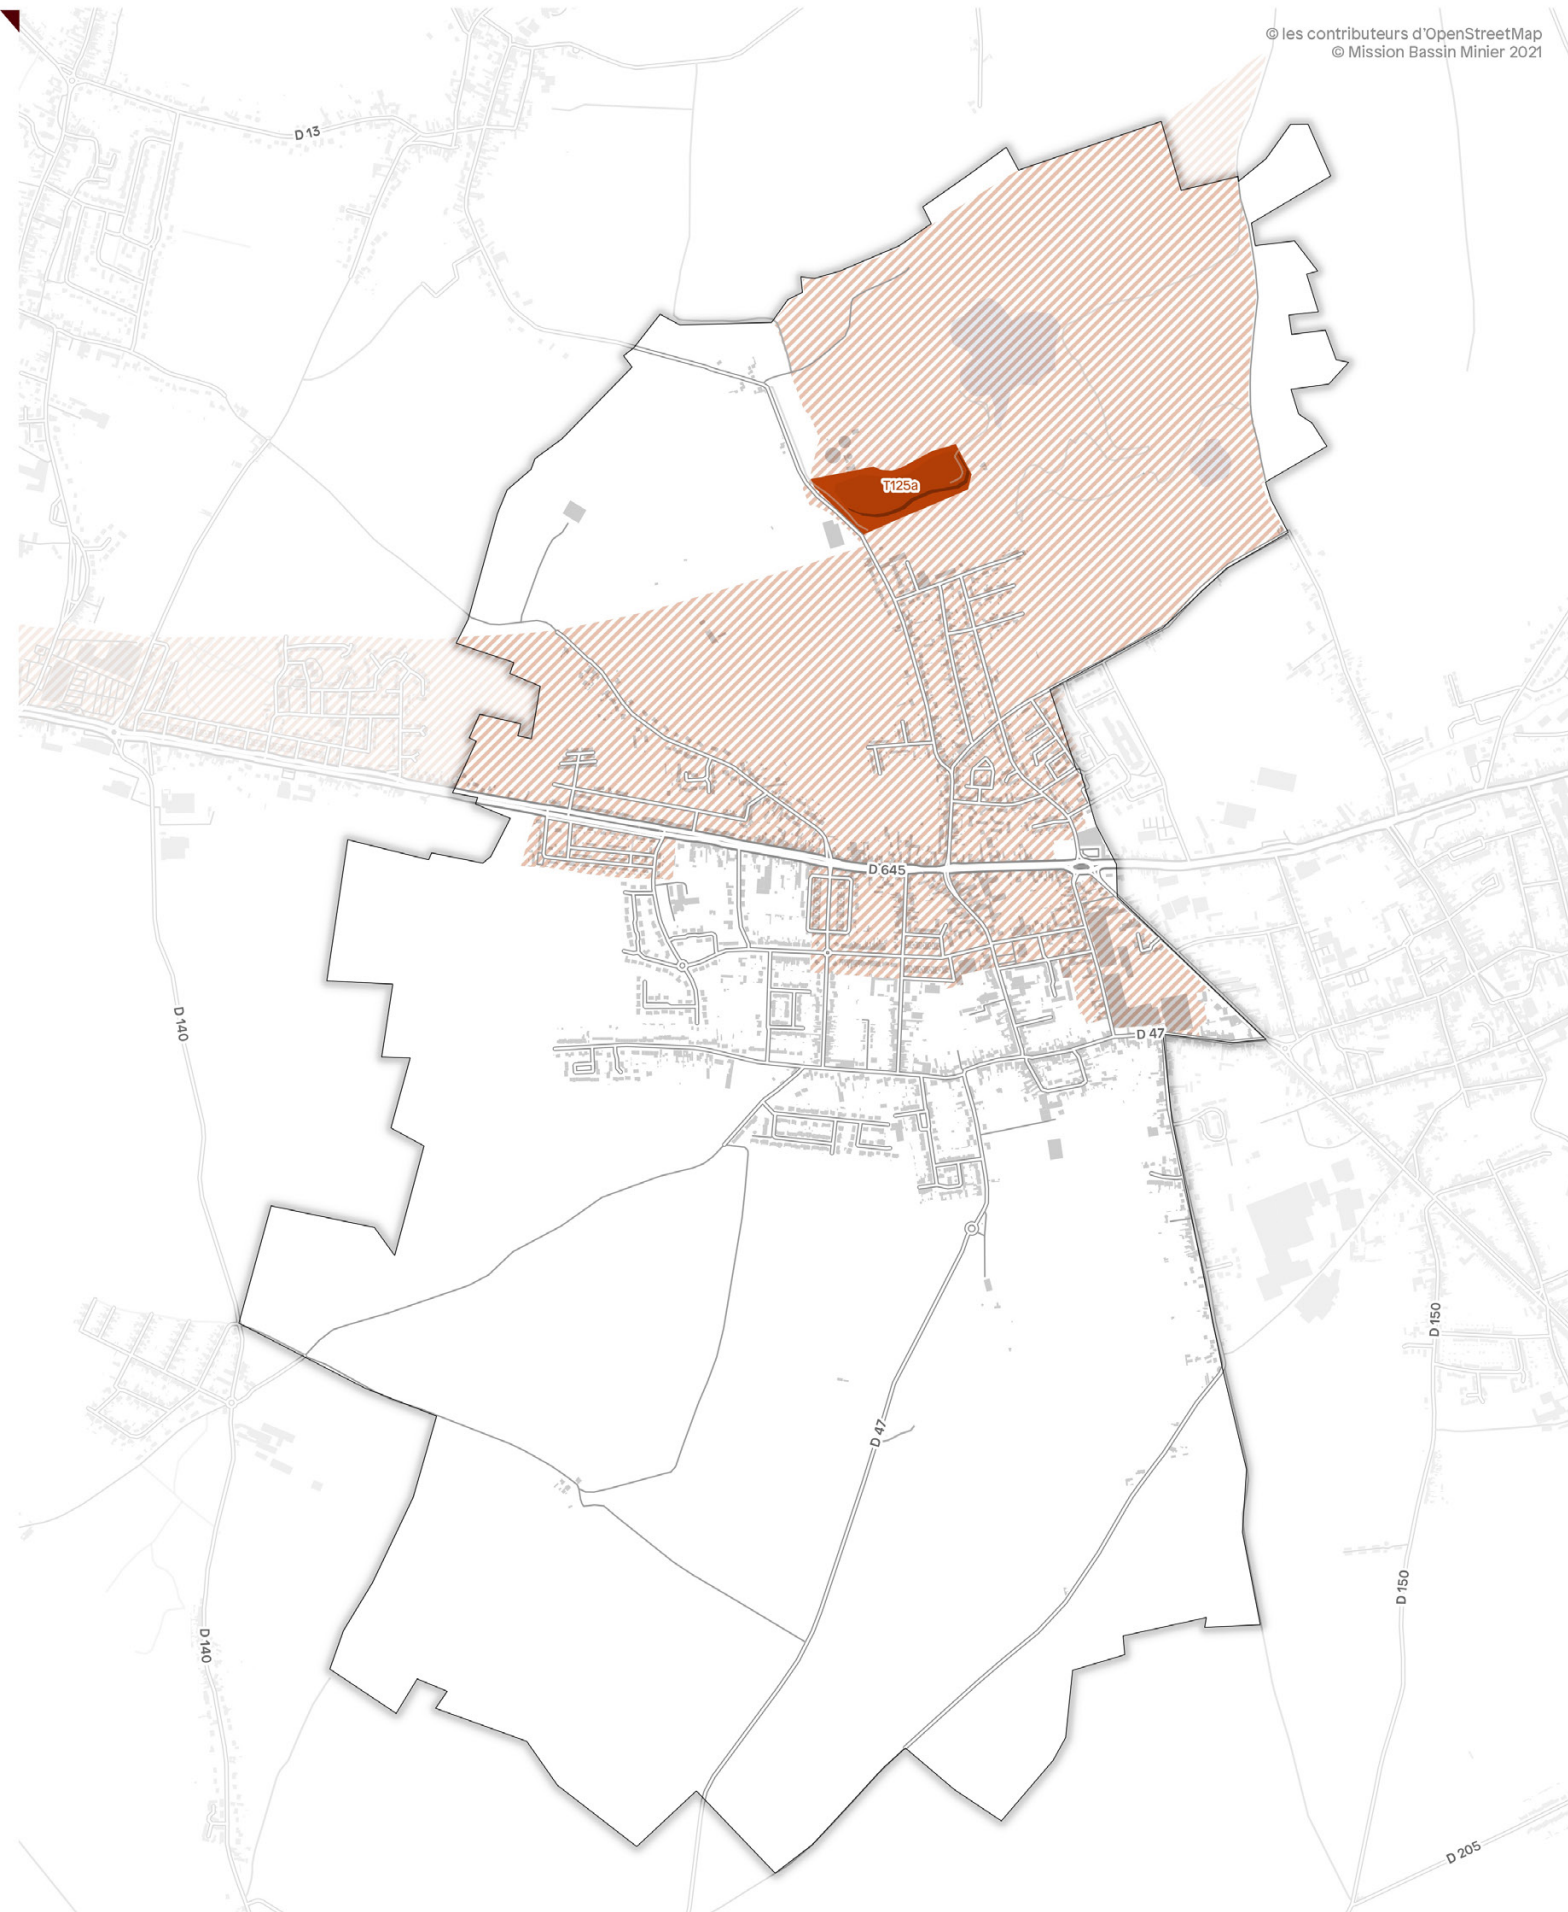 © les contributeurs d'OpenStreetMap
© Mission Bassin Minier 2021
D 13
T125a
D 645
D 140
D 47
D 150
D 47
D 150
D 140
D 205